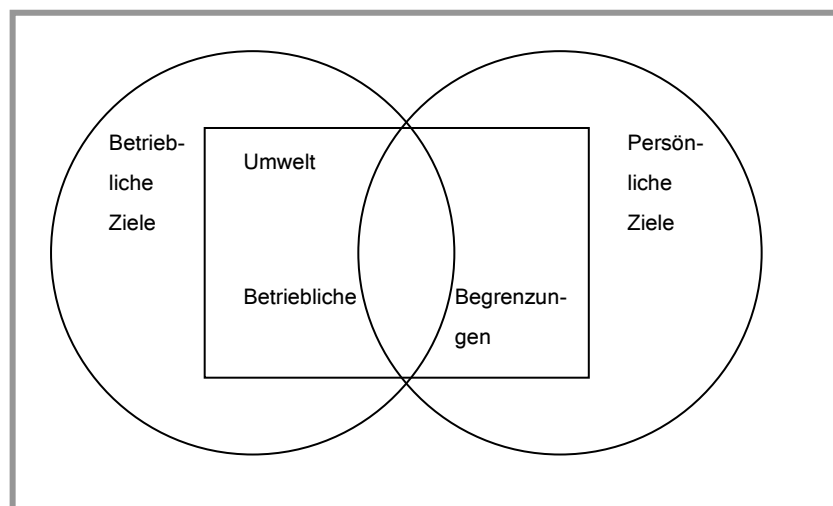 Betrieb-
liche
Ziele
Umwelt
Betriebliche
Begrenzun-
gen
Persön-
liche
Ziele